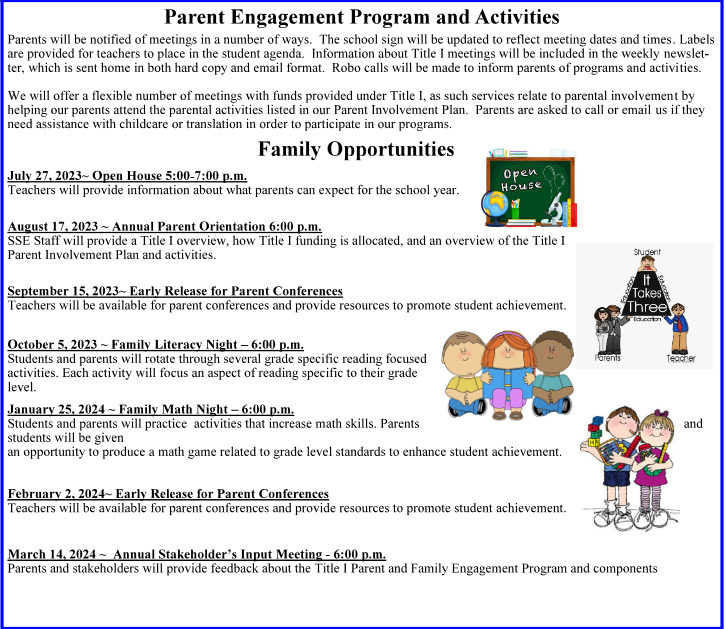 Parent Engagement Program and Activities
Parents will be notified of meetings in a number of ways.  The school sign will be updated to reflect meeting dates and times. Labels
are provided for teachers to place in the student agenda.  Information about Title I meetings will be included in the weekly newslet-
ter, which is sent home in both hard copy and email format.  Robo calls will be made to inform parents of programs and activities.
We will offer a flexible number of meetings with funds provided under Title I, as such services relate to parental involvement by
helping our parents attend the parental activities listed in our Parent Involvement Plan.  Parents are asked to call or email us if they
need assistance with childcare or translation in order to participate in our programs.
Family Opportunities
July 27, 2023~ Open House 5:00-7:00 p.m.
Teachers will provide information about what parents can expect for the school year.
Open
House
August 17, 2023 ~ Annual Parent Orientation 6:00 p.m.
SSE Staff will provide a Title I overview, how Title I funding is allocated, and an overview of the Title I
Parent Involvement Plan and activities.
Student
It
Takes
Three
Education
Education
Education
Parents
Teacher
September 15, 2023~ Early Release for Parent Conferences
Teachers will be available for parent conferences and provide resources to promote student achievement.
October 5, 2023 ~ Family Literacy Night – 6:00 p.m.
Students and parents will rotate through several grade specific reading focused
activities. Each activity will focus an aspect of reading specific to their grade
level.
January 25, 2024 ~ Family Math Night – 6:00 p.m.
Students and parents will practice  activities that increase math skills. Parents and
students will be given
an opportunity to produce a math game related to grade level standards to enhance student achievement.
February 2, 2024~ Early Release for Parent Conferences
Teachers will be available for parent conferences and provide resources to promote student achievement.
March 14, 2024 ~  Annual Stakeholder’s Input Meeting - 6:00 p.m.
Parents and stakeholders will provide feedback about the Title I Parent and Family Engagement Program and components